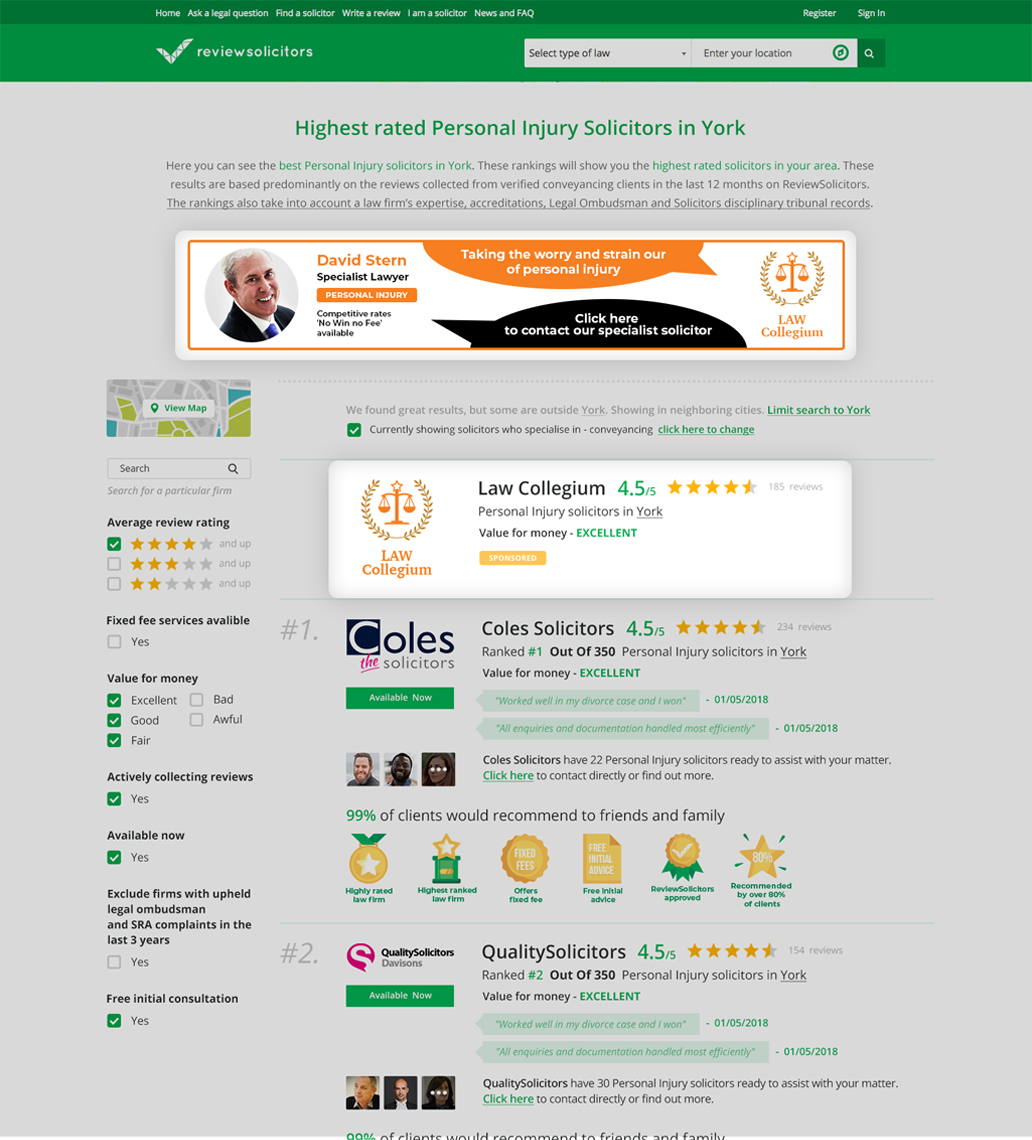 Home Ask a legal question Find a solicitor Write a review I am a solicitor News and FAQ Register Sign In
reviewsolicitors
Select type of law Enter your location
Highest rated Personal Injury Solicitors in York
Here you can see the best Personal Injury solicitors in York. These rankings will show you the highest rated solicitors in your area. These
results are based predominantly on the reviews collected from verified conveyancing clients in the last 12 months on ReviewSolicitors.
The rankings also take into account a law firm's expertise, accreditations, Legal Ombudsman and Solicitors disciplinary tribunal records.
David Stern
Specialist Lawyer
PERSONAL INJURY
Competitive rates
'No Win no Fee'
available
Taking the worry and strain our
of personal injury
Click here
to contact our specialist solicitor
LAW
Collegium
View Map
Search
Search for a particular firm
Average review rating
and up
and up
and up
Fixed fee services avalible
Yes
Value for money
Excellent Bad
Good Awful
Fair
Actively collecting reviews
Yes
Available now
Yes
Exclude firms with upheld
legal ombudsman
and SRA complaints in the
last 3 years
Yes
Free initial consultation
Yes
We found great results, but some are outside York. Showing in neighboring cities. Limit search to York
Currently showing solicitors who specialise in - conveyancing click here to change
LAW
Collegium
Law Collegium 4.5/5 185 reviews
Personal Injury solicitors in York
Value for money - EXCELLENT
SPONSORED
#1.
Coles
the solicitors
Available Now
Coles Solicitors 4.5/5 234 reviews
Ranked #1 Out Of 350 Personal Injury solicitors in York
Value for money - EXCELLENT
"Worked well in my divorce case and I won" - 01/05/2018
"All enquiries and documentation handled most efficiently" - 01/05/2018
Coles Solicitors have 22 Personal Injury solicitors ready to assist with your matter.
Click here to contact directly or find out more.
99% of clients would recommend to friends and family
Highly rated
law firm
Highest ranked
law firm
FIXED
FEES
Offers
fixed fee
FREE
INITIAL
ADVICE
Free initial
advice
ReviewSolicitors
approved
80%
Recommended
by over 80%
of clients
#2.
QualitySolicitors
Davisons
Available Now
QualitySolicitors 4.5/5 154 reviews
Ranked #2 Out Of 350 Personal Injury solicitors in York
Value for money - EXCELLENT
"Worked well in my divorce case and I won" - 01/05/2018
"All enquiries and documentation handled most efficiently" - 01/05/2018
QualitySolicitors have 30 Personal Injury solicitors ready to assist with your matter.
Click here to contact directly or find out more.
99% of clients would recommend to friends and family